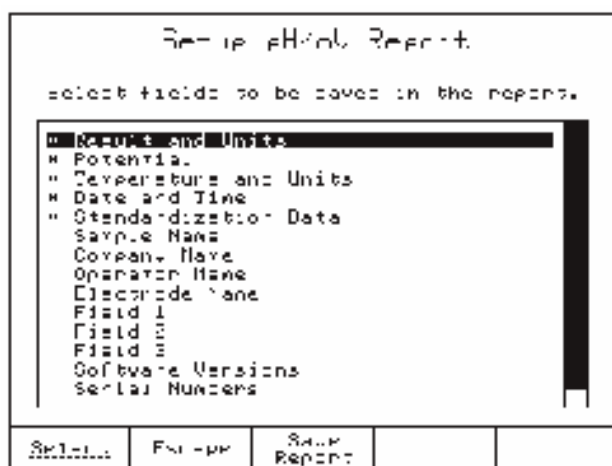 Setup pH/mV Report
Select fields to be saved in the report.
* Result and Units
* Potential
* Temperature and Units
* Date and Time
* Standardization Data
Sample Name
Company Name
Operator Name
Electrode Name
Field 1
Field 2
Field 3
Software Versions
Serial Numbers
Select
Escape
Save
Report